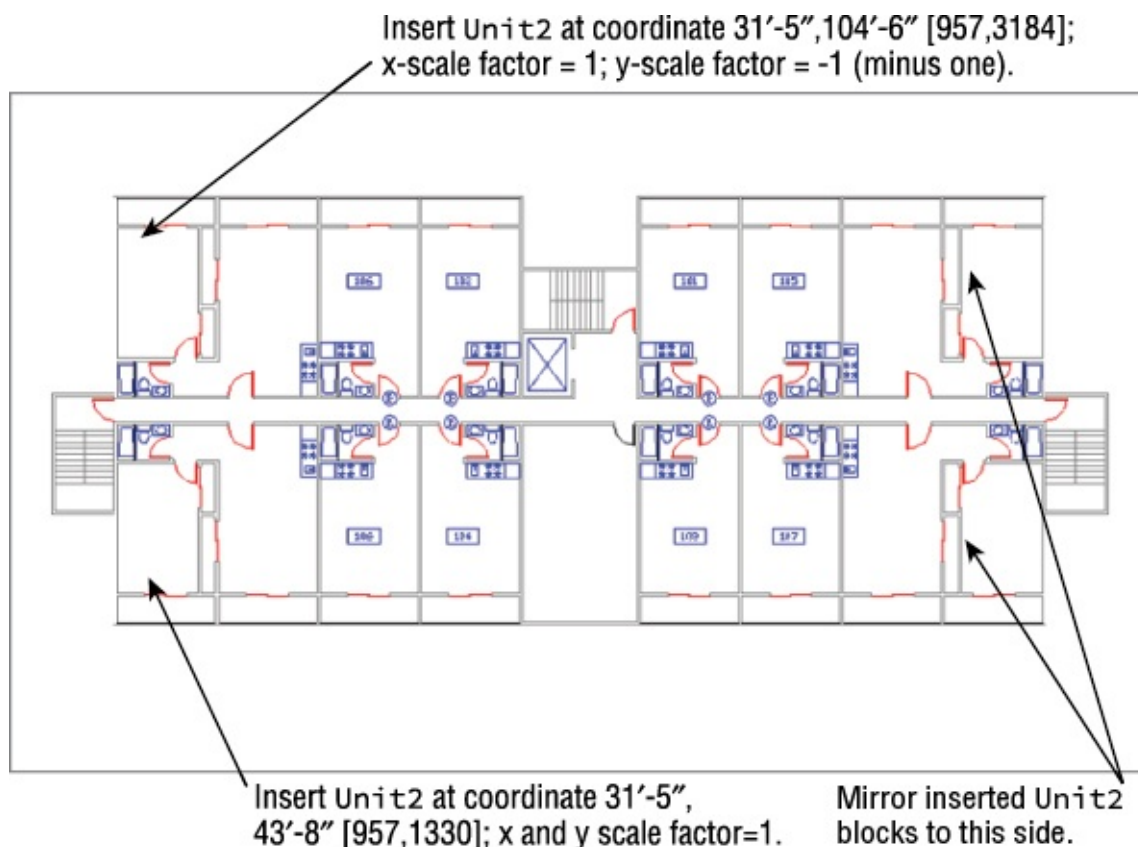 Insert Unit2 at coordinate 31′-5″,104′-6″ [957,3184];
x-scale factor = 1; y-scale factor = -1 (minus one).
Insert Unit2 at coordinate 31′-5″,
43′-8″ [957,1330]; x and y scale factor=1.
Mirror inserted Unit2
blocks to this side.